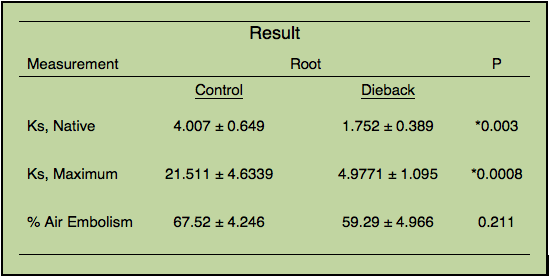 Result
Measurement Root P
Control Dieback
Ks, Native 4.007 ± 0.649 1.752 ± 0.389 *0.003
Ks, Maximum 21.511 ± 4.6339 4.9771 ± 1.095 *0.0008
% Air Embolism 67.52 ± 4.246 59.29 ± 4.966 0.211